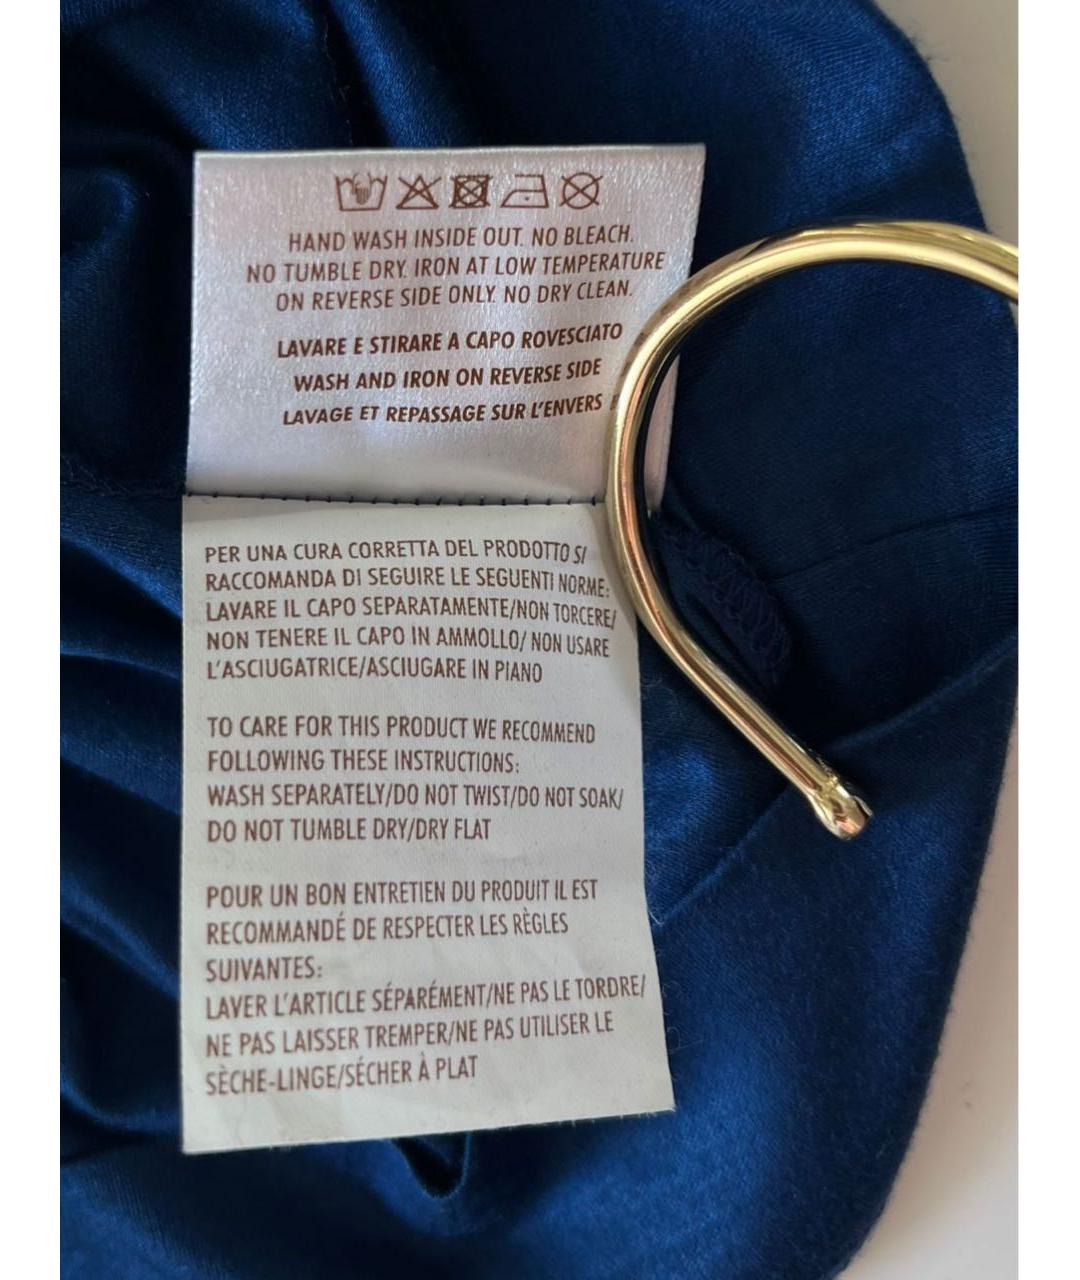 HAND WASH INSIDE OUT. NO BLEACH.
NO TUMBLE DRY. IRON AT LOW TEMPERATURE
ON REVERSE SIDE ONLY. NO DRY CLEAN.
LAVARE E STIRARE A CAPO ROVESCIATO
WASH AND IRON ON REVERSE SIDE
LAVAGE ET REPASSAGE SUR L'ENVERS
PER UNA CURA CORRETTA DEL PRODOTTO SI
RACCOMANDA DI SEGUIRE LE SEGUENTI NORME:
LAVARE IL CAPO SEPARATAMENTE/NON TORCERE/
NON TENERE IL CAPO IN AMMOLLO/ NON USARE
L'ASCIUGATRICE/ASCIUGARE IN PIANO
TO CARE FOR THIS PRODUCT WE RECOMMEND
FOLLOWING THESE INSTRUCTIONS:
WASH SEPARATELY/DO NOT TWIST/DO NOT SOAK/
DO NOT TUMBLE DRY/DRY FLAT
POUR UN BON ENTRETIEN DU PRODUIT IL EST
RECOMMANDÉ DE RESPECTER LES RÈGLES
SUIVANTES:
LAVER L'ARTICLE SÉPARÉMENT/NE PAS LE TORDRE/
NE PAS LAISSER TREMPER/NE PAS UTILISER LE
SÈCHE-LINGE/SÉCHER À PLAT